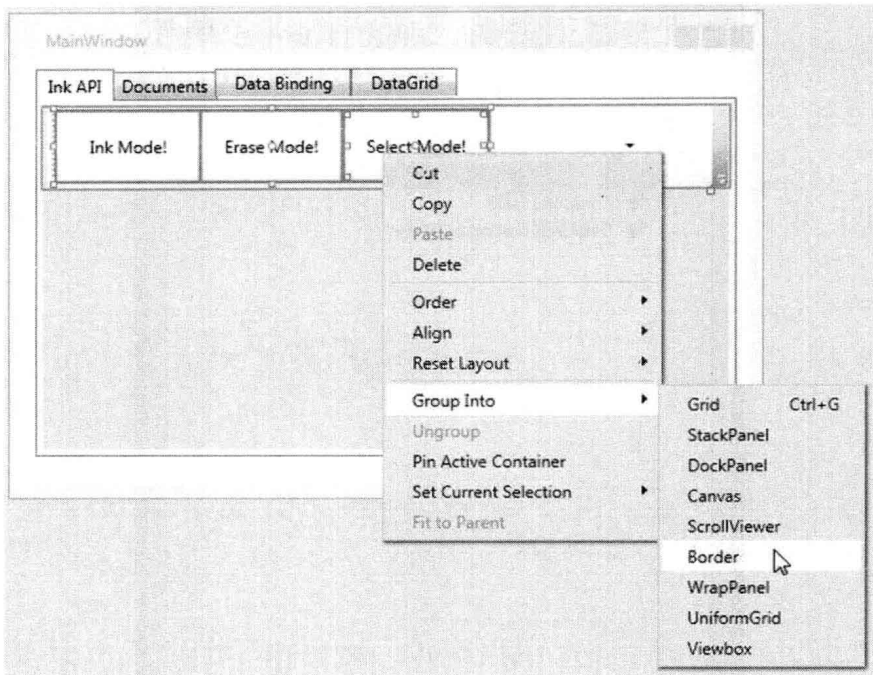 MainWindow
Ink API Documents Data Binding DataGrid
Ink Mode! Erase Mode! Select Mode!
Cut
Copy
Paste
Delete
Order
Align
Reset Layout
Group Into
Ungroup
Pin Active Container
Set Current Selection
Fit to Parent
Grid Ctrl+G
StackPanel
DockPanel
Canvas
ScrollViewer
Border
WrapPanel
UniformGrid
Viewbox